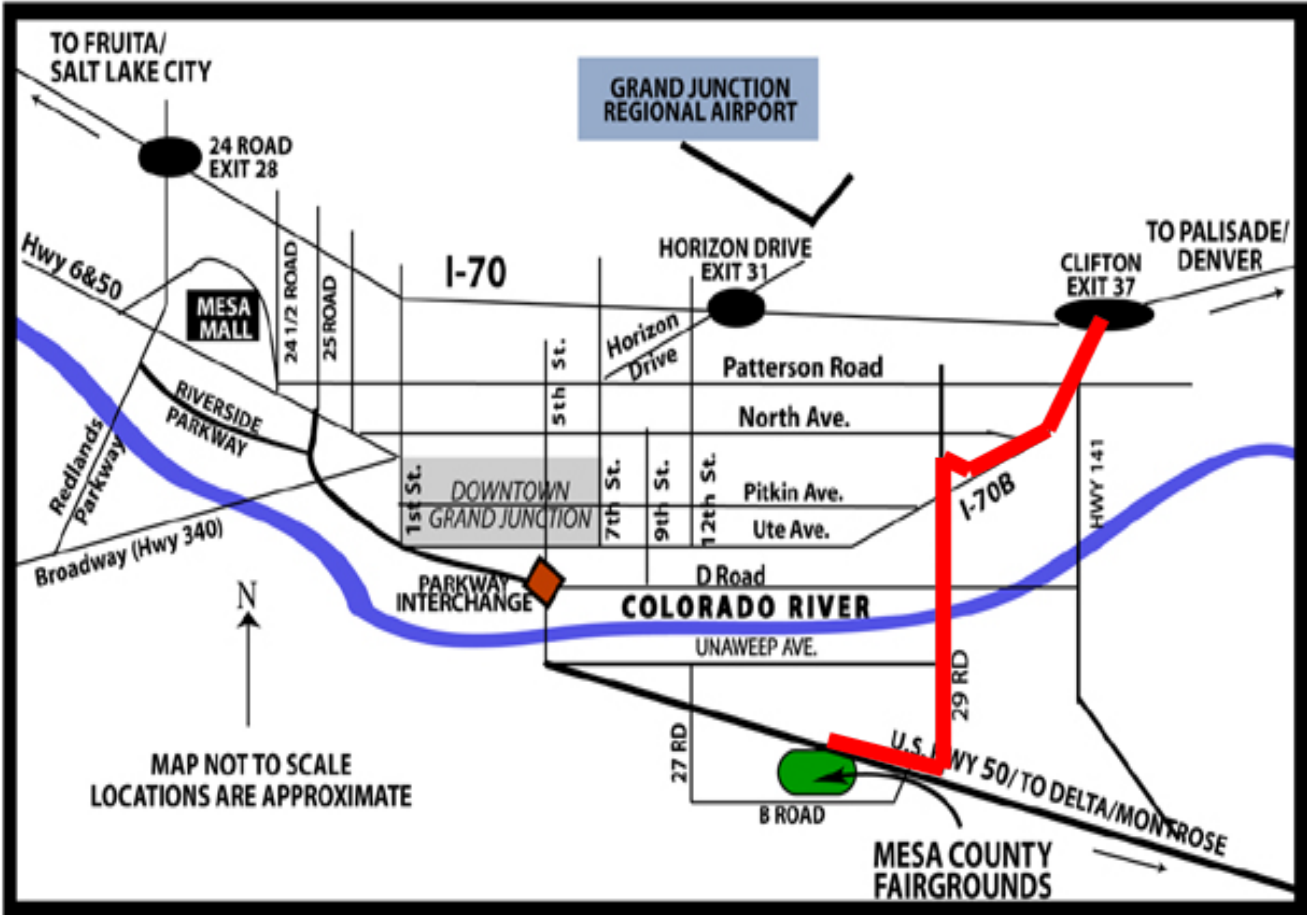 TO FRUITA/
SALT LAKE CITY
GRAND JUNCTION
REGIONAL AIRPORT
24 ROAD
EXIT 28
HORIZON DRIVE
EXIT 31
TO PALISADE/
DENVER
CLIFTON
EXIT 37
Hwy 6&50
I-70
MESA
MALL
24 1/2 ROAD
25 ROAD
Horizon
Drive
5th St.
Patterson Road
RIVERSIDE
PARKWAY
North Ave.
Redlands
Parkway
1st St.
DOWNTOWN
GRAND JUNCTION
7th St.
9th St.
12th St.
Pitkin Ave.
Ute Ave.
I-70B
HWY 141
Broadway (Hwy 340)
PARKWAY
INTERCHANGE
D Road
COLORADO RIVER
UNAWEEP AVE.
N
29 RD
27 RD
MAP NOT TO SCALE
LOCATIONS ARE APPROXIMATE
U.S. HWY 50/ TO DELTA/MONTROSE
B ROAD
MESA COUNTY
FAIRGROUNDS